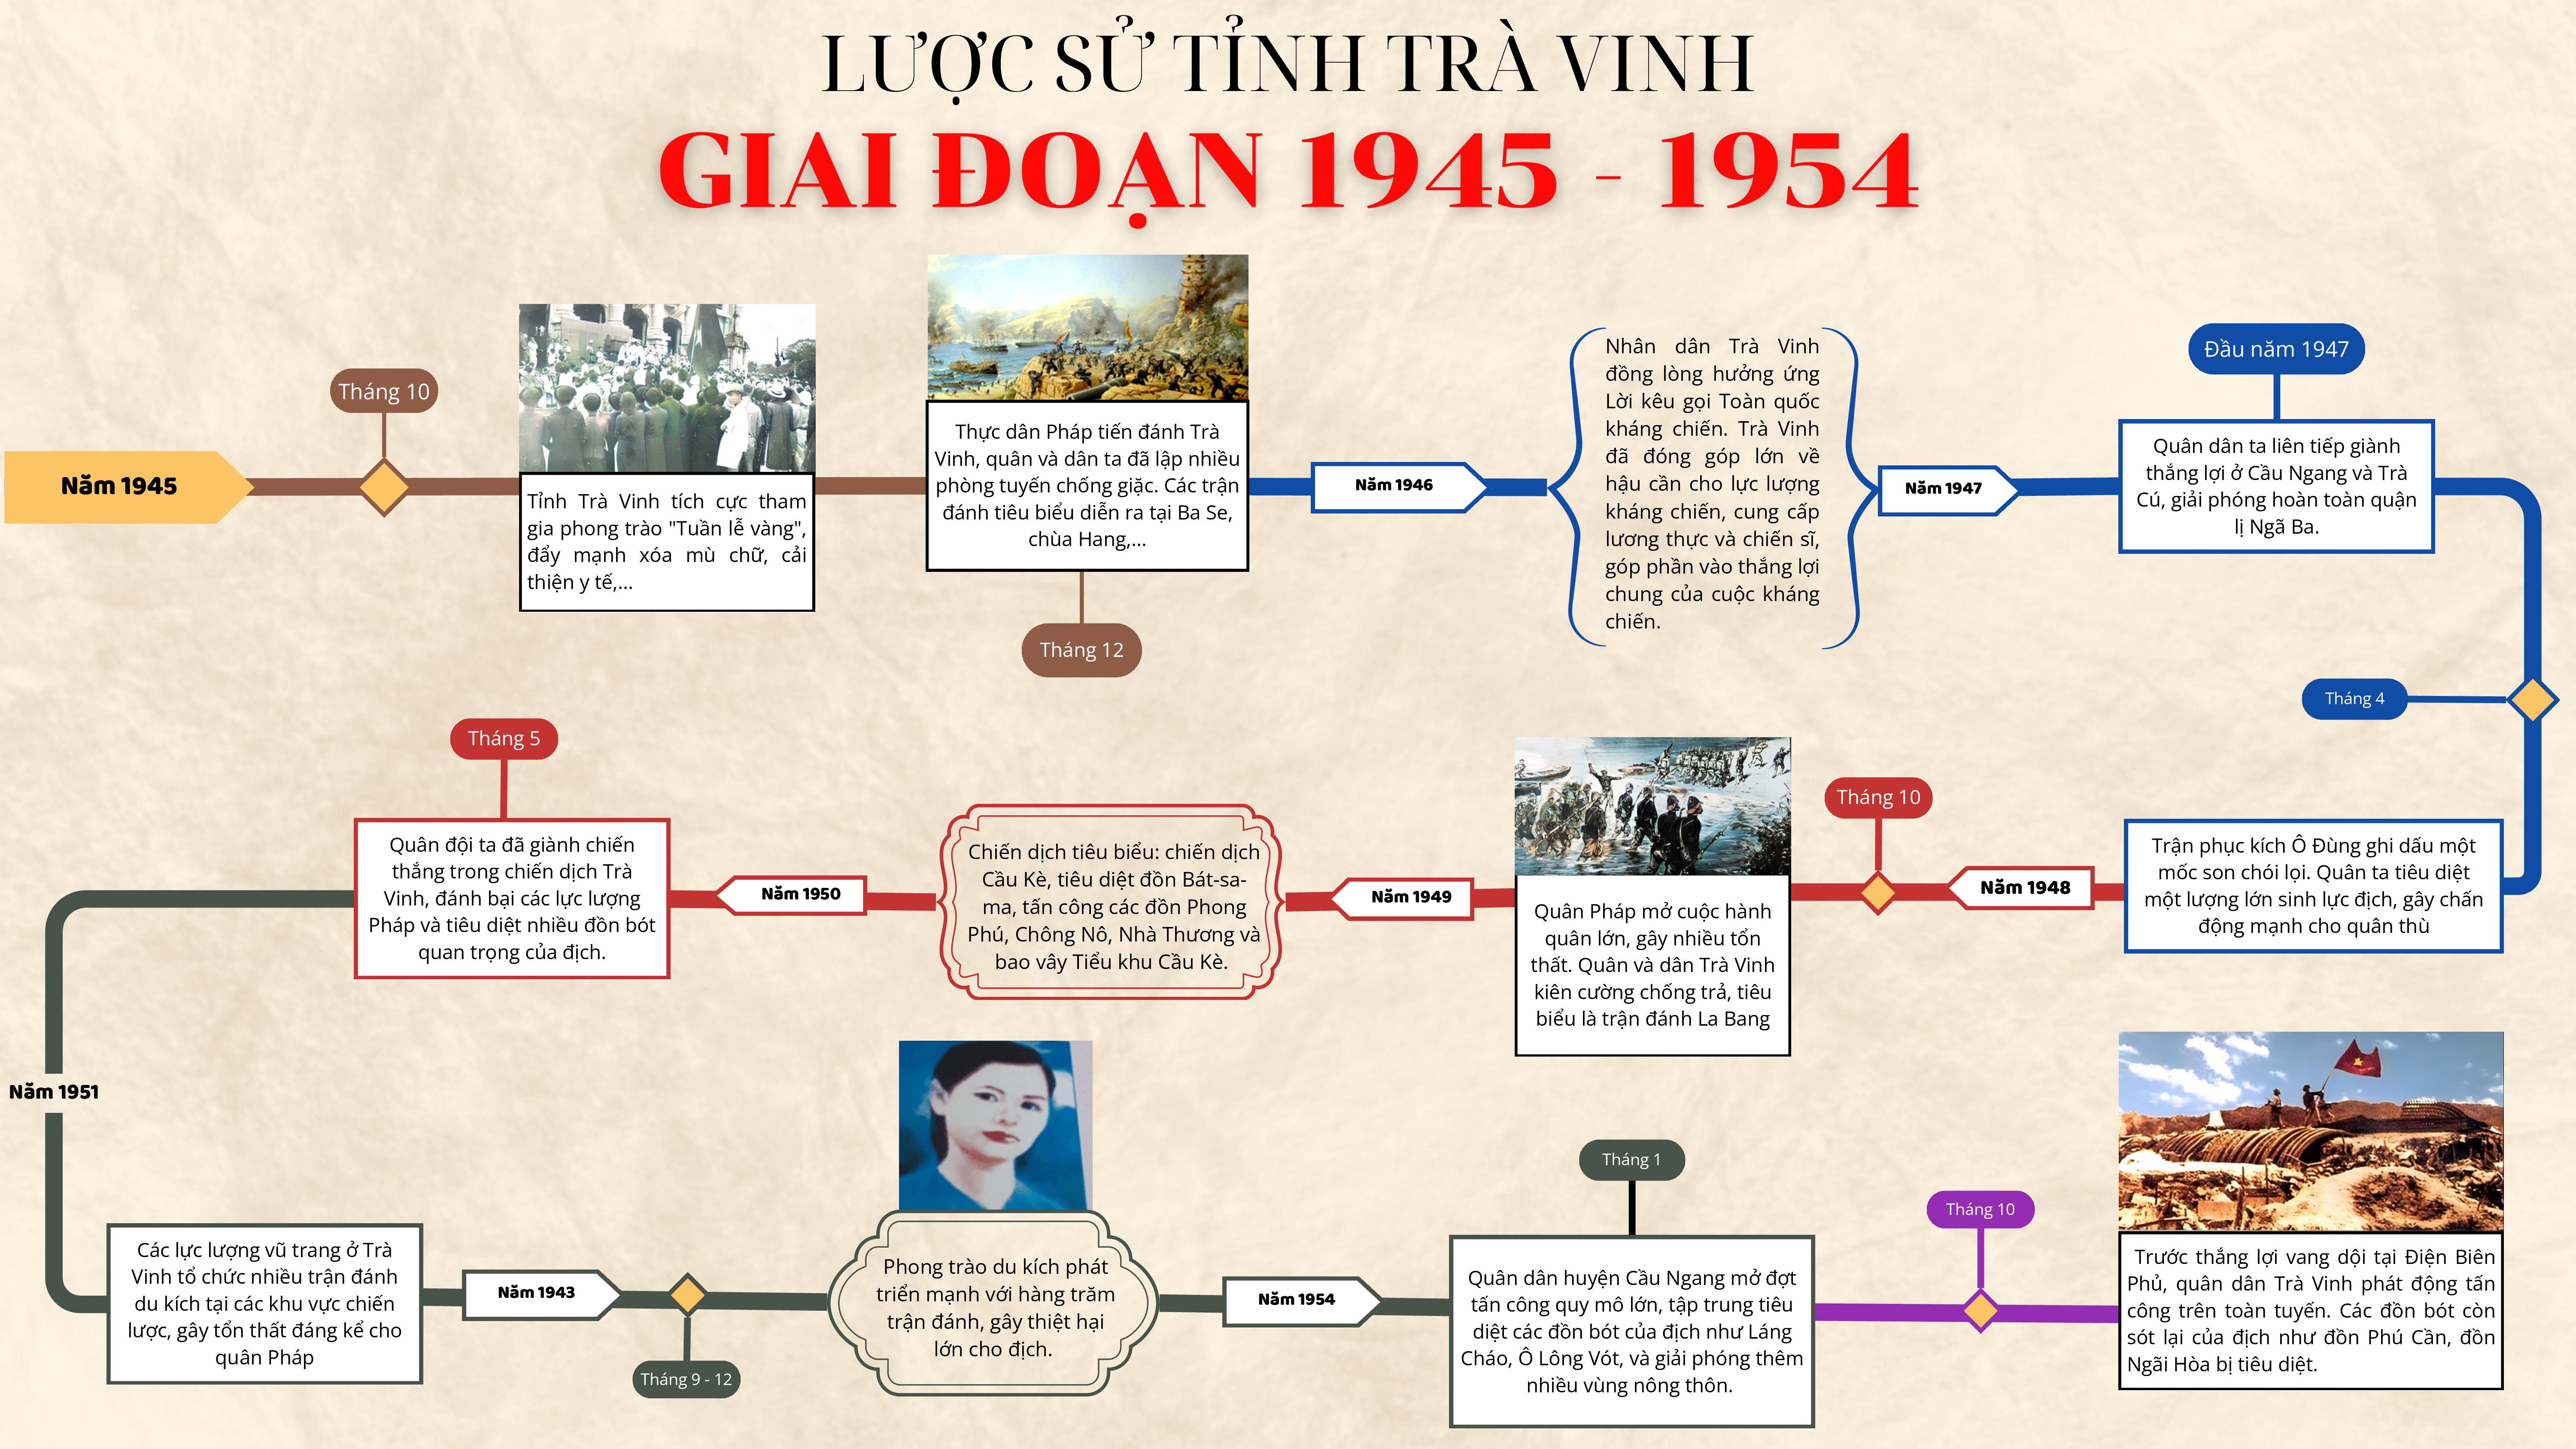 LƯỢC SỬ TỈNH TRÀ VINH
GIAI ĐOẠN 1945 - 1954
Năm 1945
Tháng 10
Tỉnh Trà Vinh tích cực tham
gia phong trào "Tuần lễ vàng",
đẩy mạnh xóa mù chữ, cải
thiện y tế,...
Thực dân Pháp tiến đánh Trà
Vinh, quân và dân ta đã lập nhiều
phòng tuyến chống giặc. Các trận
đánh tiêu biểu diễn ra tại Ba Se,
chùa Hang,...
Tháng 12
Năm 1946
Nhân dân Trà Vinh
đồng lòng hưởng ứng
Lời kêu gọi Toàn quốc
kháng chiến. Trà Vinh
đã đóng góp lớn về
hậu cần cho lực lượng
kháng chiến, cung cấp
lương thực và chiến sĩ,
góp phần vào thắng lợi
chung của cuộc kháng
chiến.
Năm 1947
Đầu năm 1947
Quân dân ta liên tiếp giành
thắng lợi ở Cầu Ngang và Trà
Cú, giải phóng hoàn toàn quận
lị Ngã Ba.
Tháng 4
Trận phục kích Ô Đùng ghi dấu một
mốc son chói lọi. Quân ta tiêu diệt
một lượng lớn sinh lực địch, gây chấn
động mạnh cho quân thù
Năm 1948
Tháng 10
Quân Pháp mở cuộc hành
quân lớn, gây nhiều tổn
thất. Quân và dân Trà Vinh
kiên cường chống trả, tiêu
biểu là trận đánh La Bang
Năm 1949
Chiến dịch tiêu biểu: chiến dịch
Cầu Kè, tiêu diệt đồn Bát-sa-
ma, tấn công các đồn Phong
Phú, Chông Nô, Nhà Thương và
bao vây Tiểu khu Cầu Kè.
Năm 1950
Tháng 5
Quân đội ta đã giành chiến
thắng trong chiến dịch Trà
Vinh, đánh bại các lực lượng
Pháp và tiêu diệt nhiều đồn bót
quan trọng của địch.
Năm 1951
Các lực lượng vũ trang ở Trà
Vinh tổ chức nhiều trận đánh
du kích tại các khu vực chiến
lược, gây tổn thất đáng kể cho
quân Pháp
Năm 1943
Tháng 9 - 12
Phong trào du kích phát
triển mạnh với hàng trăm
trận đánh, gây thiệt hại
lớn cho địch.
Năm 1954
Tháng 1
Quân dân huyện Cầu Ngang mở đợt
tấn công quy mô lớn, tập trung tiêu
diệt các đồn bót của địch như Láng
Cháo, Ô Lông Vót, và giải phóng thêm
nhiều vùng nông thôn.
Tháng 10
Trước thắng lợi vang dội tại Điện Biên
Phủ, quân dân Trà Vinh phát động tấn
công trên toàn tuyến. Các đồn bót còn
sót lại của địch như đồn Phú Cần, đồn
Ngãi Hòa bị tiêu diệt.